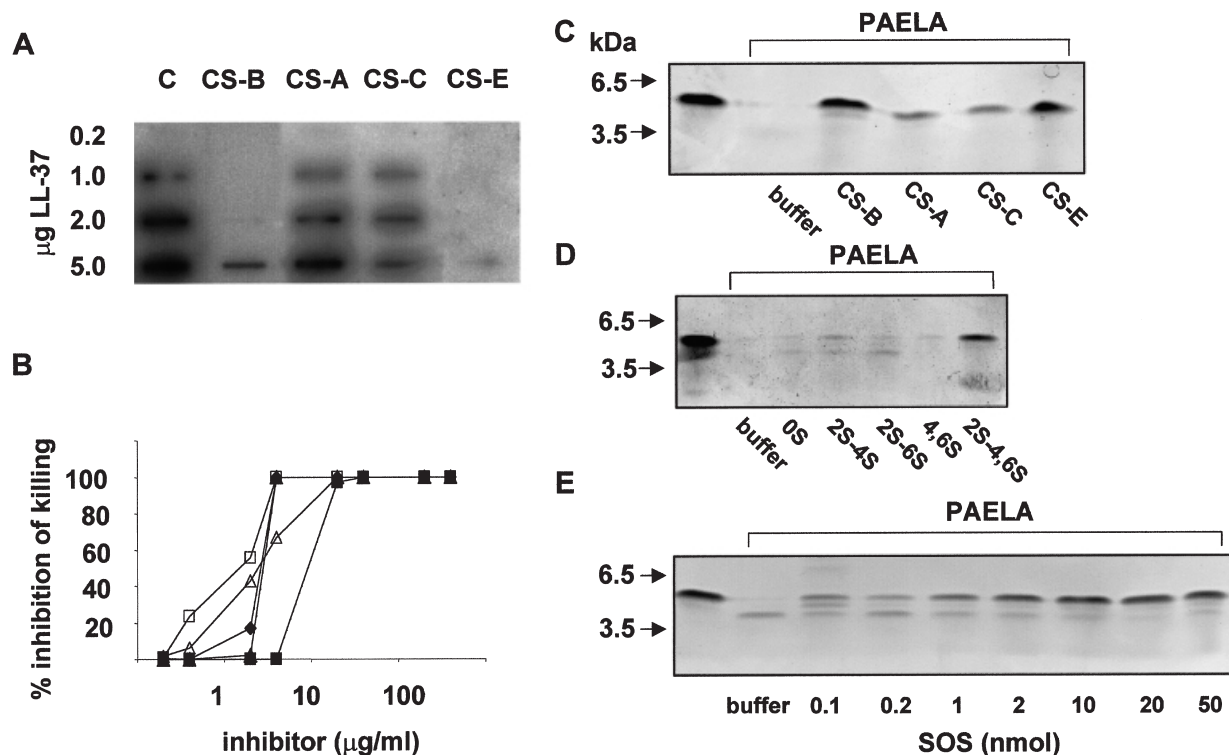 A
C CS-B CS-A CS-C CS-E
µg LL-37
0.2
1.0
2.0
5.0
B
% inhibition of killing
100
80
60
40
20
1 10 100
inhibitor (µg/ml)
C
kDa
PAELA
6.5
3.5
buffer CS-B CS-A CS-C CS-E
D
PAELA
6.5
3.5
buffer 0S 2S-4S 2S-6S 4,6S 2S-4,6S
E
PAELA
6.5
3.5
buffer 0.1 0.2 1 2 10 20 50
SOS (nmol)